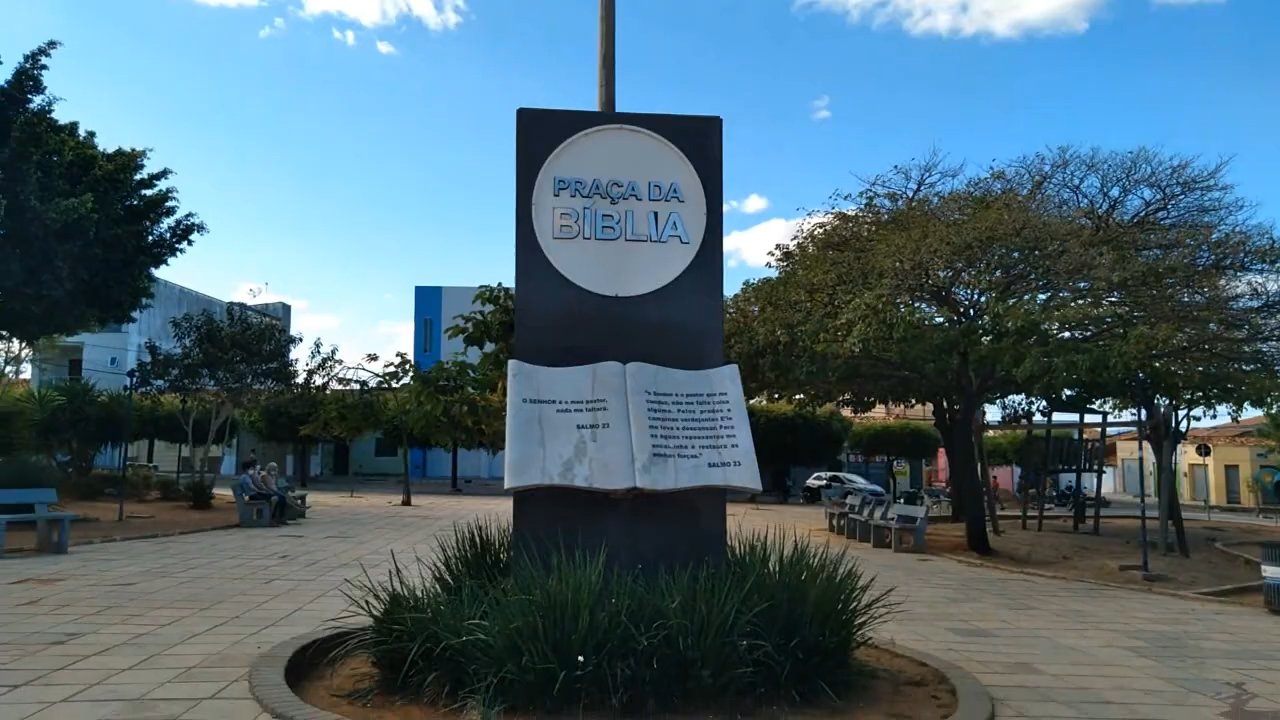 PRAÇA DA
BÍBLIA
O SENHOR é o meu pastor,
nada me faltará.
SALMO 23
"o Senhor é o pastor que me
conduz, não me falta coisa
alguma. Pelos prados e
campinas verdejantes E'le
me leva a descansar. Para
as águas repousantes me
encaminha e restaura as
minhas forças."
SALMO 23